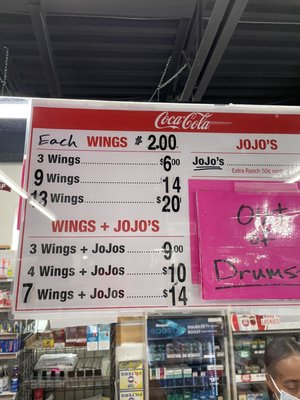 Coca-Cola
Each WINGS $2.00
3 Wings.......$6.00
9 Wings.......14
13 Wings.......$20
WINGS + JOJO'S
3 Wings + JoJos.......9.00
4 Wings + JoJos.......$10
7 Wings + JoJos.......$14
JOJO'S
JoJo's
Extra Ranch 50¢ each
Out
of
Drums